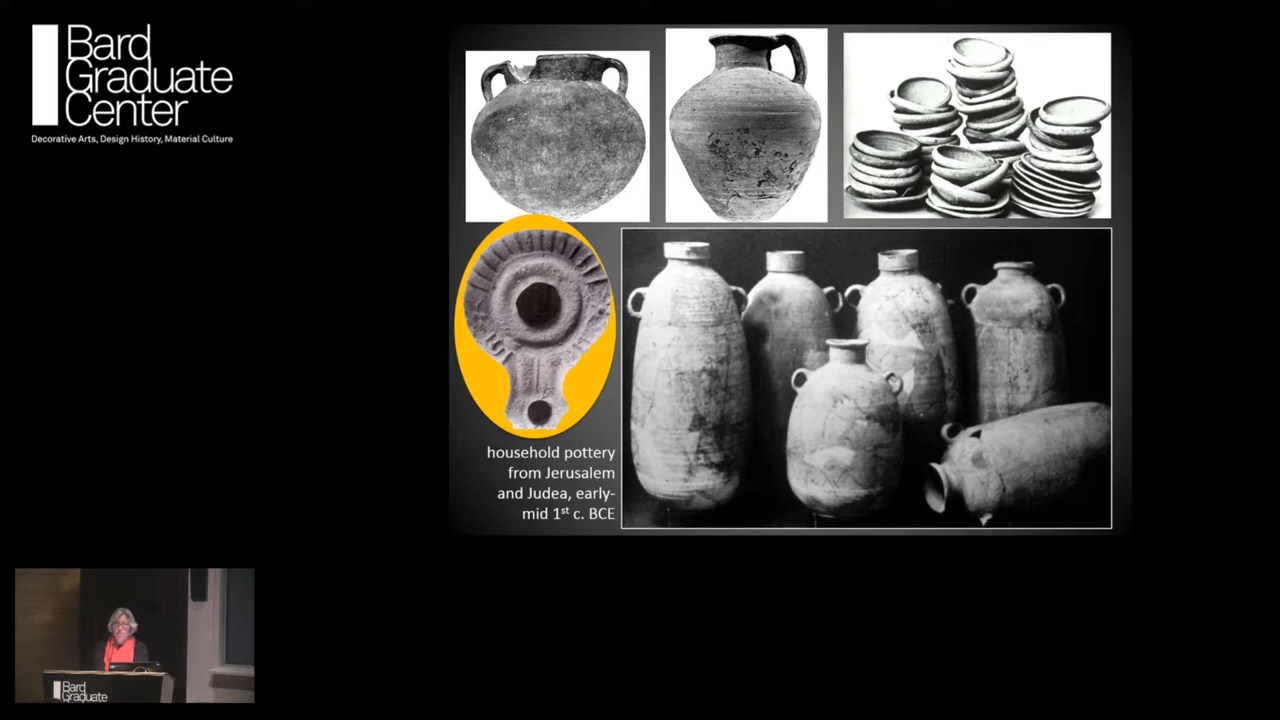 Bard
Graduate
Center
Decorative Arts, Design History, Material Culture
household pottery
from Jerusalem
and Judea, early-
mid 1st c. BCE
Bard
Graduate